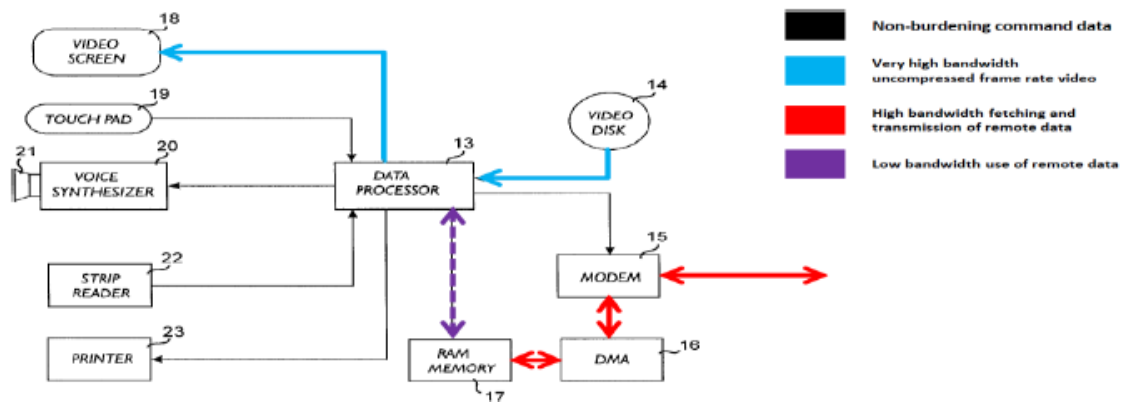 18
VIDEO
SCREEN
19
TOUCH PAD
20
21
VOICE
SYNTHESIZER
13
DATA
PROCESSOR
14
VIDEO
DISK
15
MODEM
22
STRIP
READER
23
PRINTER
RAM
MEMORY
17
DMA
16
Non-burdening command data
Very high bandwidth
uncompressed frame rate video
High bandwidth fetching and
transmission of remote data
Low bandwidth use of remote data